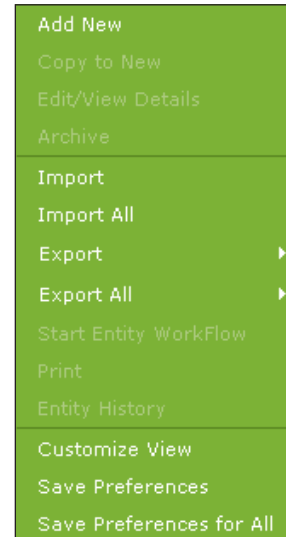 Add New
Copy to New
Edit/View Details
Archive
Import
Import All
Export
Export All
Start Entity WorkFlow
Print
Entity History
Customize View
Save Preferences
Save Preferences for All